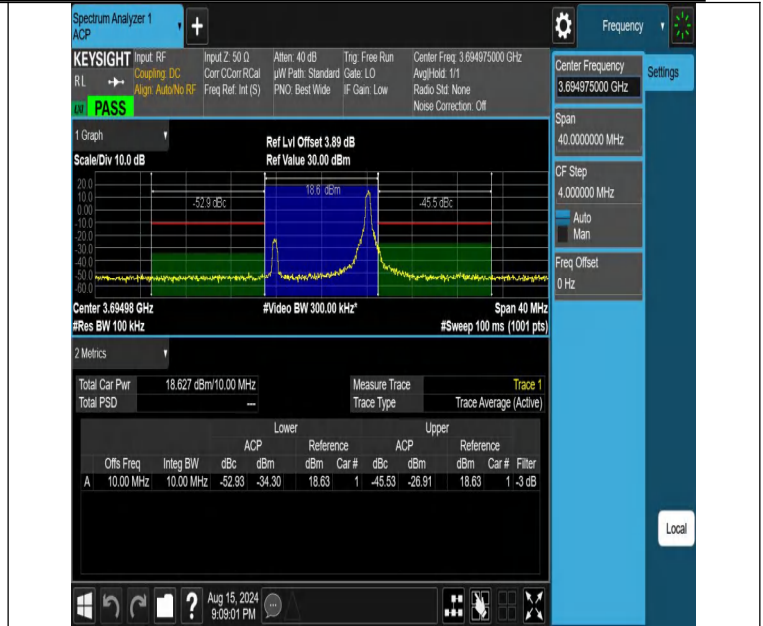 Spectrum Analyzer 1
ACP
Frequency
KEYSIGHT Input: RF Input Z: 50 Ω Atten: 40 dB Trig: Free Run Center Freq: 3.694975000 GHz
RL Coupling: DC Corr CCorr RCal µW Path: Standard Gate: LO Avg|Hold: 1/1
Align: Auto/No RF Freq Ref: Int (S) PNO: Best Wide IF Gain: Low Radio Std: None
PASS Noise Correction: Off
Center Frequency
3.694975000 GHz
Settings
Span
40.0000000 MHz
CF Step
4.000000 MHz
Auto
Man
Freq Offset
0 Hz
Local
1 Graph
Ref Lvl Offset 3.89 dB
Scale/Div 10.0 dB Ref Value 30.00 dBm
20.0
10.0
0.00
-10.0
-20.0
-30.0
-40.0
-50.0
-60.0
-52.9 dBc 18.6 dBm -45.5 dBc
Center 3.69498 GHz #Video BW 300.00 kHz* Span 40 MHz
#Res BW 100 kHz #Sweep 100 ms (1001 pts)
2 Metrics
Total Car Pwr 18.627 dBm/10.00 MHz Measure Trace Trace 1
Total PSD --- Trace Type Trace Average (Active)
Lower Upper
ACP Reference ACP Reference
Offs Freq Integ BW dBc dBm dBm Car # dBc dBm dBm Car # Filter
A 10.00 MHz 10.00 MHz -52.93 -34.30 18.63 1 -45.53 -26.91 18.63 1 -3 dB
Aug 15, 2024
9:09:01 PM